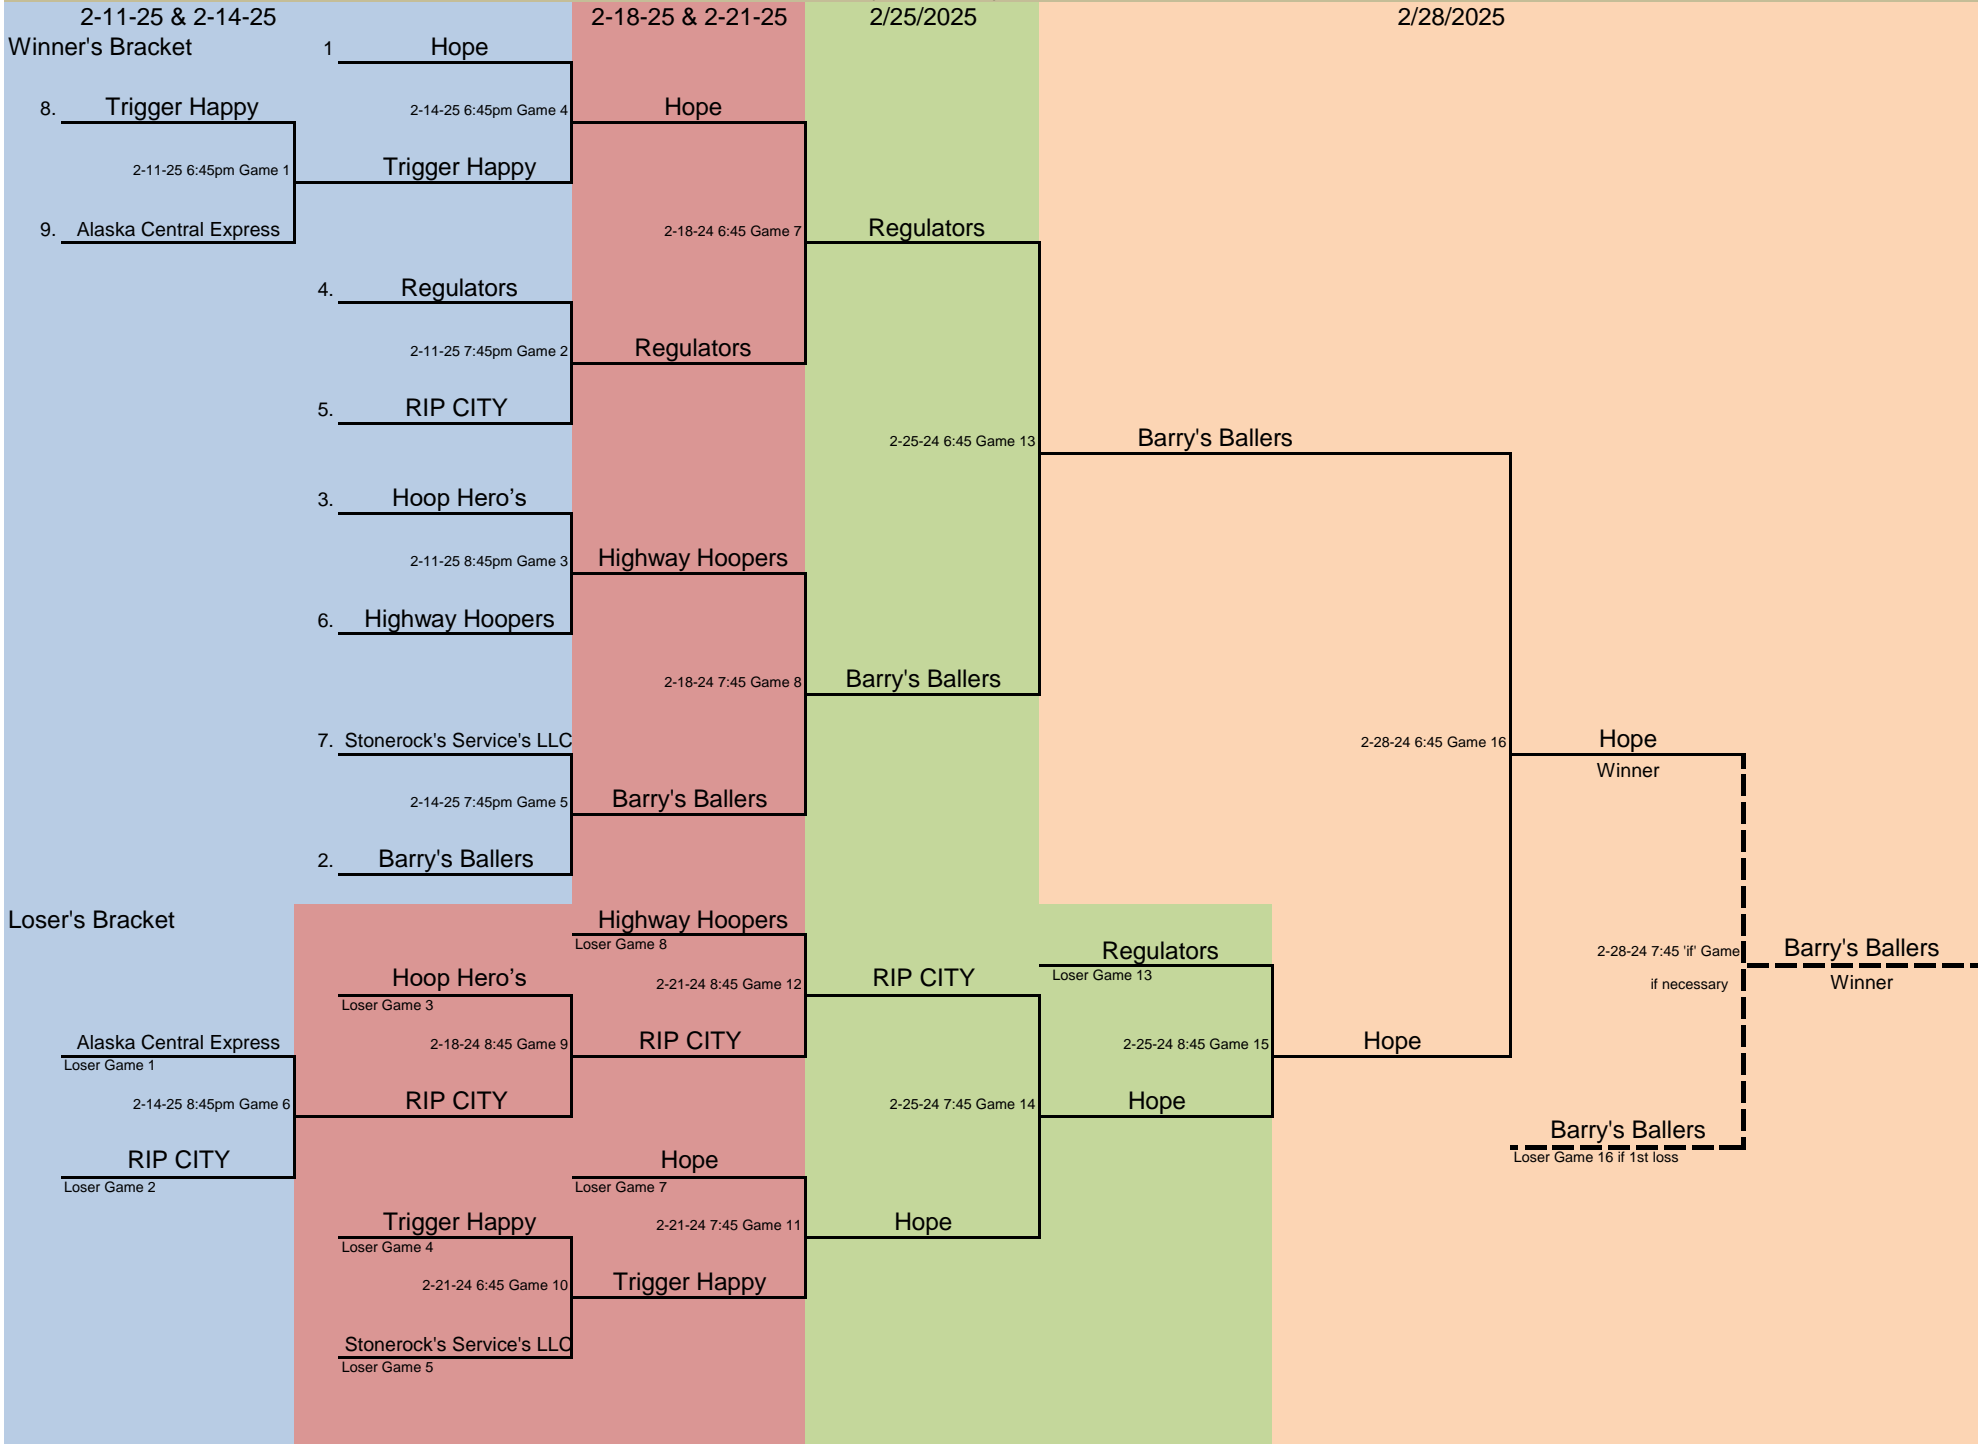 2-11-25 & 2-14-25
2-18-25 & 2-21-25
2/25/2025
2/28/2025
Winner's Bracket
1
Hope
8.
Trigger Happy
2-14-25 6:45pm Game 4
Hope
2-11-25 6:45pm Game 1
Trigger Happy
9.
Alaska Central Express
2-18-24 6:45 Game 7
Regulators
4.
Regulators
2-11-25 7:45pm Game 2
Regulators
5.
RIP CITY
2-25-24 6:45 Game 13
Barry's Ballers
3.
Hoop Hero’s
2-11-25 8:45pm Game 3
Highway Hoopers
6.
Highway Hoopers
2-18-24 7:45 Game 8
Barry's Ballers
7.
Stonerock's Service's LLC
2-28-24 6:45 Game 16
Hope
Winner
2-14-25 7:45pm Game 5
Barry's Ballers
2.
Barry's Ballers
Loser's Bracket
Highway Hoopers
Loser Game 8
Regulators
Loser Game 13
2-28-24 7:45 'if' Game
if necessary
Barry's Ballers
Winner
Hoop Hero’s
Loser Game 3
2-21-24 8:45 Game 12
RIP CITY
Alaska Central Express
Loser Game 1
2-18-24 8:45 Game 9
RIP CITY
2-25-24 8:45 Game 15
Hope
2-14-25 8:45pm Game 6
RIP CITY
2-25-24 7:45 Game 14
Hope
Barry's Ballers
Loser Game 16 if 1st loss
RIP CITY
Loser Game 2
Hope
Loser Game 7
Trigger Happy
Loser Game 4
2-21-24 7:45 Game 11
Hope
2-21-24 6:45 Game 10
Trigger Happy
Stonerock's Service's LLC
Loser Game 5